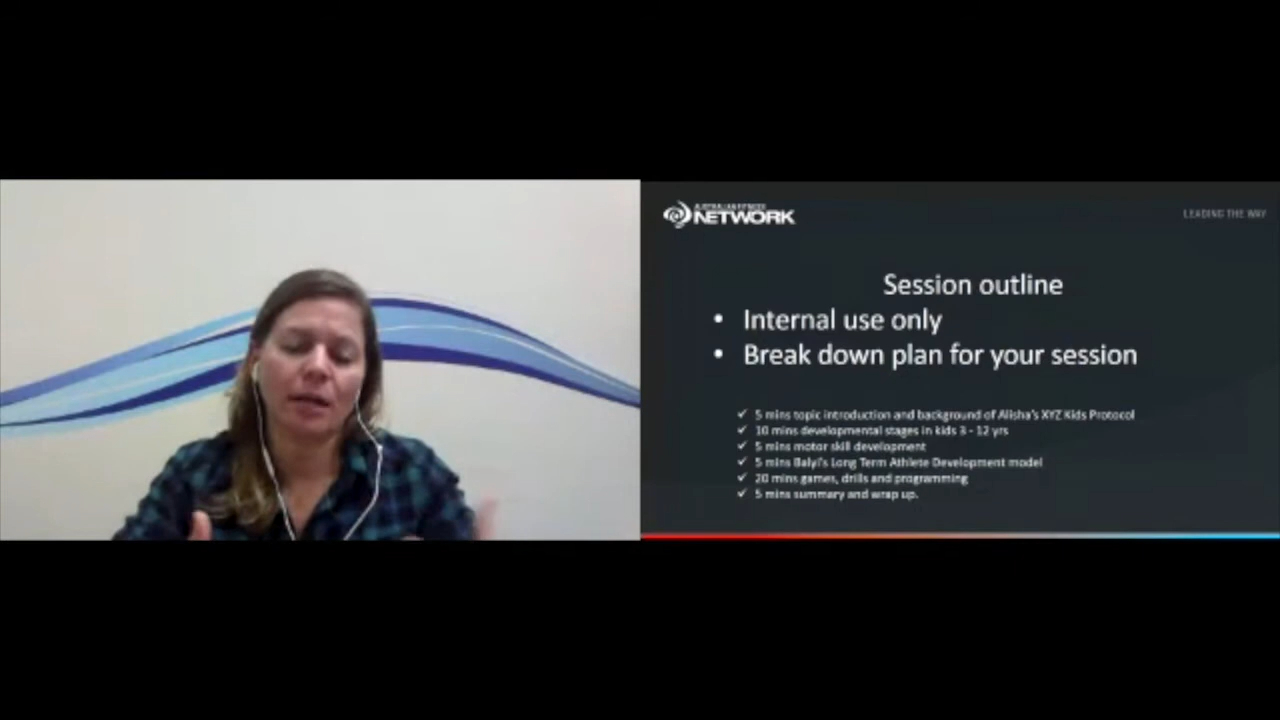 AUSTRALIAN FITNESS
NETWORK
LEADING THE WAY
Session outline
• Internal use only
• Break down plan for your session
✓ 5 mins topic introduction and background of Alisha's XYZ Kids Protocol
✓ 10 mins developmental stages in kids 3 - 12 yrs
✓ 5 mins motor skill development
✓ 5 mins Balyi's Long Term Athlete Development model
✓ 20 mins games, drills and programming
✓ 5 mins summary and wrap up.